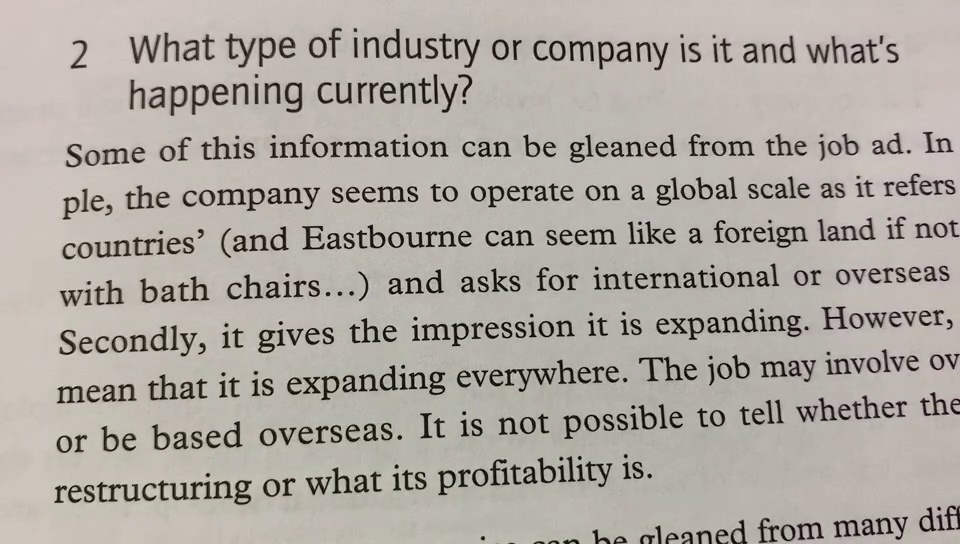 2 What type of industry or company is it and what's
happening currently?
Some of this information can be gleaned from the job ad. In
ple, the company seems to operate on a global scale as it refers
countries’ (and Eastbourne can seem like a foreign land if not
with bath chairs...) and asks for international or overseas
Secondly, it gives the impression it is expanding. However,
mean that it is expanding everywhere. The job may involve ov
or be based overseas. It is not possible to tell whether the
restructuring or what its profitability is.
can be gleaned from many diff